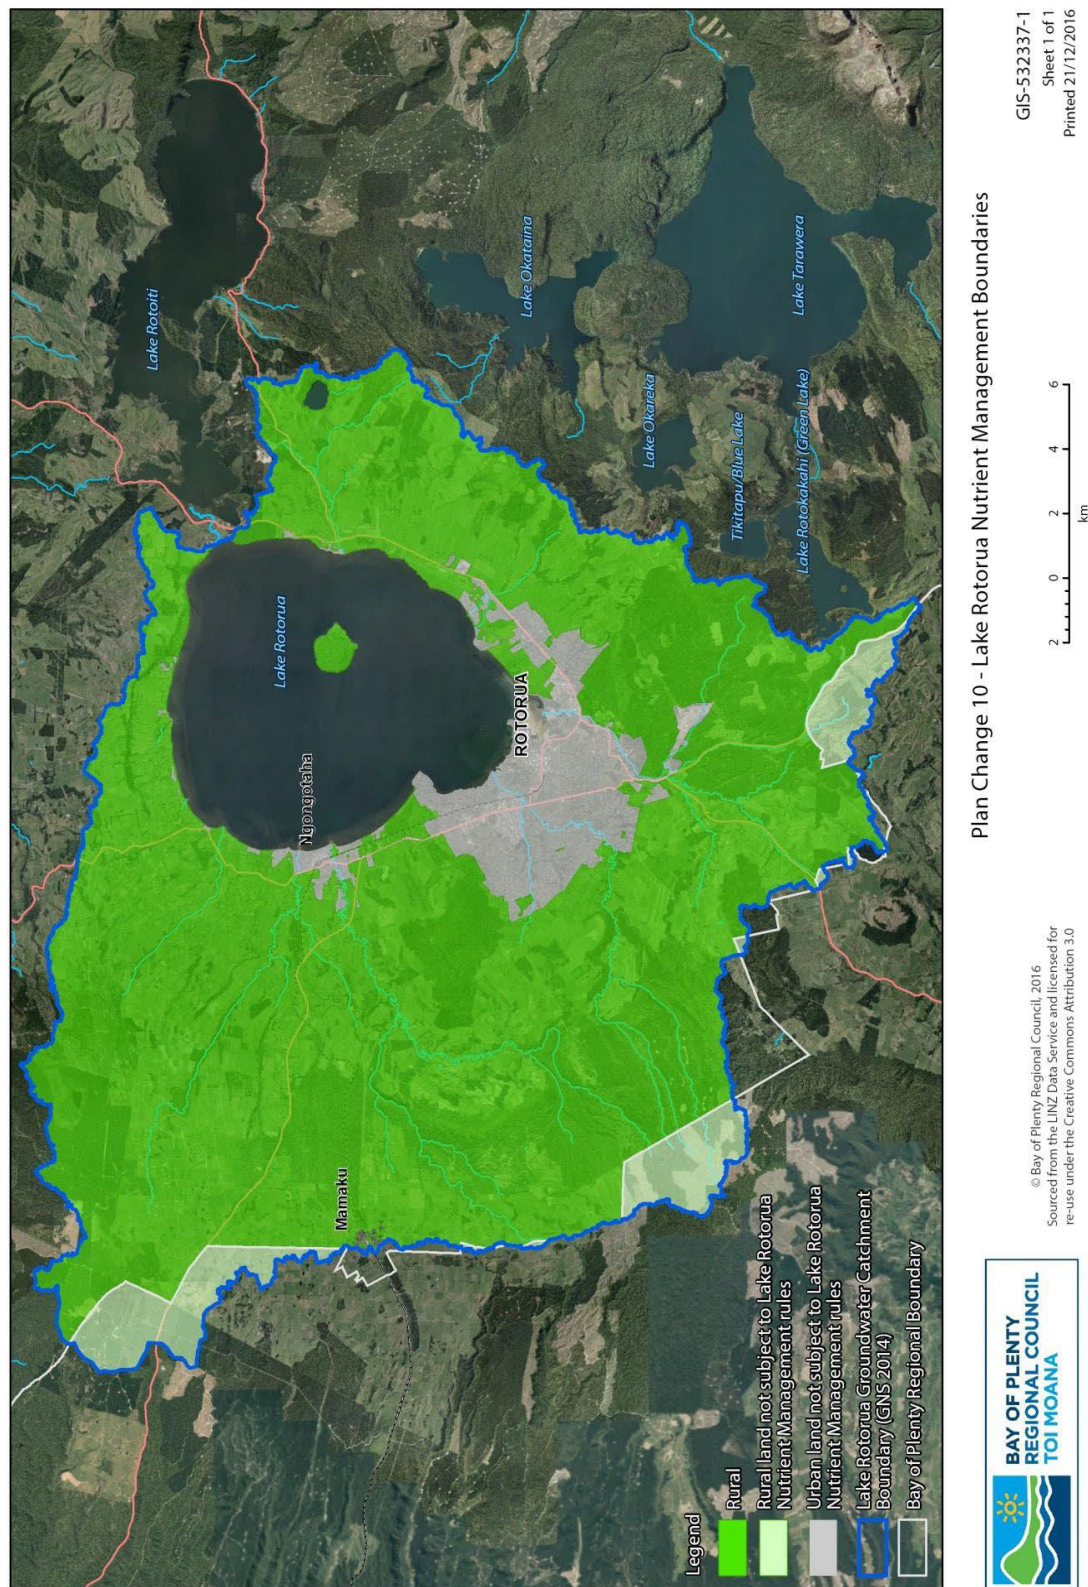 Lake Rotoiti
Lake Rotorua
Ngongotaha
Mamaku
ROTORUA
Lake Okataina
Lake Okareka
Tikitapu/Blue Lake
Lake Rotokakahi (Green Lake)
Lake Tarawera
Legend
Rural
Rural land not subject to Lake Rotorua
Nutrient Management rules
Urban land not subject to Lake Rotorua
Nutrient Management rules
Lake Rotorua Groundwater Catchment
Boundary (GNS 2014)
Bay of Plenty Regional Boundary
BAY OF PLENTY
REGIONAL COUNCIL
TOI MOANA
© Bay of Plenty Regional Council, 2016
Sourced from the LINZ Data Service and licensed for
re-use under the Creative Commons Attribution 3.0
Plan Change 10 - Lake Rotorua Nutrient Management Boundaries
2 0 2 4 6
km
GIS-532337-1
Sheet 1 of 1
Printed 21/12/2016